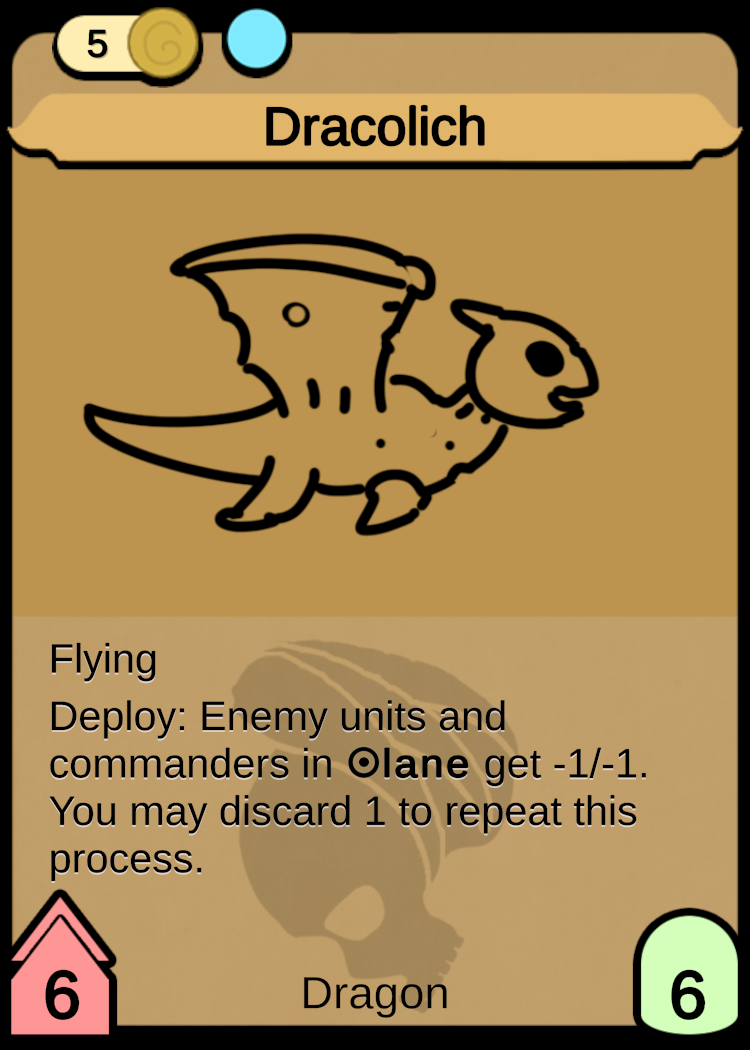 5
Dracolich
Flying
Deploy: Enemy units and
commanders in ⊙lane get -1/-1.
You may discard 1 to repeat this
process.
6
Dragon
6